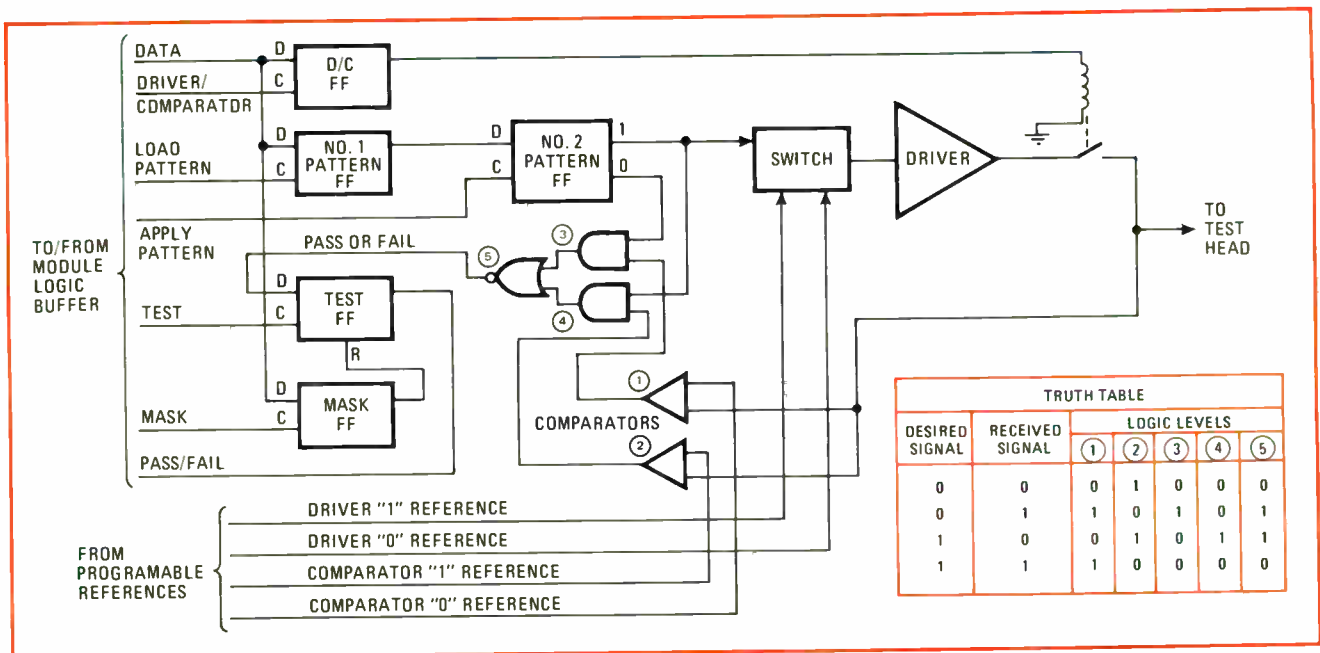 DATA
DRIVER/
COMPARATOR
LOAD
PATTERN
APPLY
PATTERN
TO/FROM
MODULE
LOGIC
BUFFER
TEST
MASK
PASS/FAIL
D
C
D/C
FF
D
C
NO. 1
PATTERN
FF
D
C
NO. 2
PATTERN
FF
1
0
SWITCH
DRIVER
TO
TEST
HEAD
PASS OR FAIL
5
3
4
D
C
TEST
FF
R
D
C
MASK
FF
1
COMPARATORS
2
FROM
PROGRAMABLE
REFERENCES
DRIVER "1" REFERENCE
DRIVER "0" REFERENCE
COMPARATOR "1" REFERENCE
COMPARATOR "0" REFERENCE
TRUTH TABLE
DESIRED SIGNAL RECEIVED SIGNAL LOGIC LEVELS
1 2 3 4 5
0 0 0 1 0 0 0
0 1 1 0 1 0 1
1 0 0 1 0 1 1
1 1 1 0 0 0 0